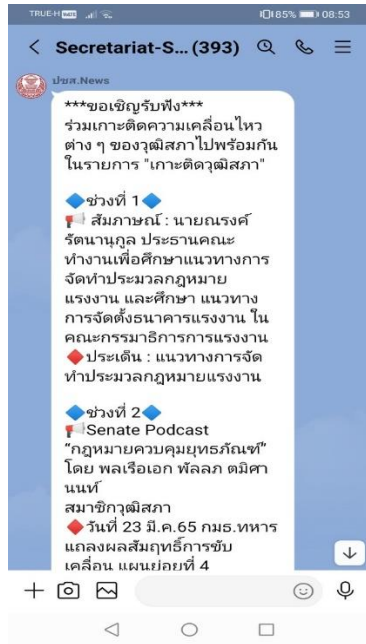 TRUE-H
85% 08:53
Secretariat-S... (393)
ปชส.News
***ขอเชิญรับฟัง***
ร่วมเกาะติดความเคลื่อนไหว
ต่าง ๆ ของวุฒิสภาไปพร้อมกัน
ในรายการ "เกาะติดวุฒิสภา"
🔷ช่วงที่ 1🔷
📢 สัมภาษณ์ : นายณรงค์
รัตนานุกูล ประธานคณะ
ทำงานเพื่อศึกษาแนวทางการ
จัดทำประมวลกฎหมาย
แรงงาน และศึกษา แนวทาง
การจัดตั้งธนาคารแรงงาน ใน
คณะกรรมาธิการการแรงงาน
♦️ประเด็น : แนวทางการจัด
ทำประมวลกฎหมายแรงงาน
🔷ช่วงที่ 2🔷
📢Senate Podcast
“กฎหมายควบคุมยุทธภัณฑ์”
โดย พลเรือเอก พัลลภ ตมิศา
นนท์
สมาชิกวุฒิสภา
♦️วันที่ 23 มี.ค.65 กมธ.ทหาร
แถลงผลสัมฤทธิ์การขับ
เคลื่อน แผนย่อยที่ 4